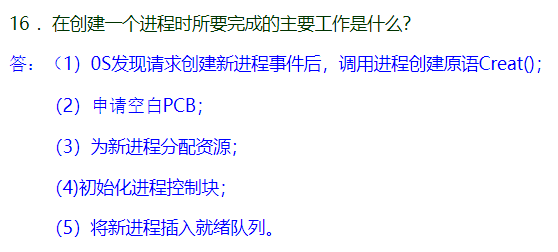 16．在创建一个进程时所要完成的主要工作是什么？
答：（1）0S发现请求创建新进程事件后，调用进程创建原语Creat()；
（2）申请空白PCB；
（3）为新进程分配资源；
(4)初始化进程控制块；
（5）将新进程插入就绪队列。